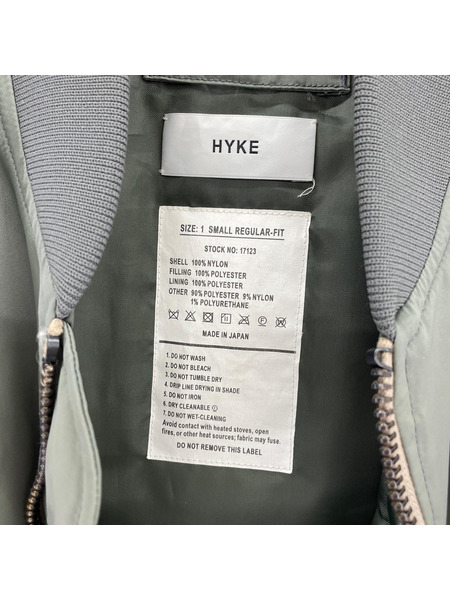 HYKE
SIZE: 1 SMALL REGULAR-FIT
STOCK NO: 17123
SHELL 100% NYLON
FILLING 100% POLYESTER
LINING 100% POLYESTER
OTHER 90% POLYESTER 9% NYLON
1% POLYURETHANE
MADE IN JAPAN
1. DO NOT WASH
2. DO NOT BLEACH
3. DO NOT TUMBLE DRY
4. DRIP LINE DRYING IN SHADE
5. DO NOT IRON
6. DRY CLEANABLE Ⓟ
7. DO NOT WET-CLEANING
Avoid contact with heated stoves, open
fires, or other heat sources; fabric may fuse.
DO NOT REMOVE THIS LABEL